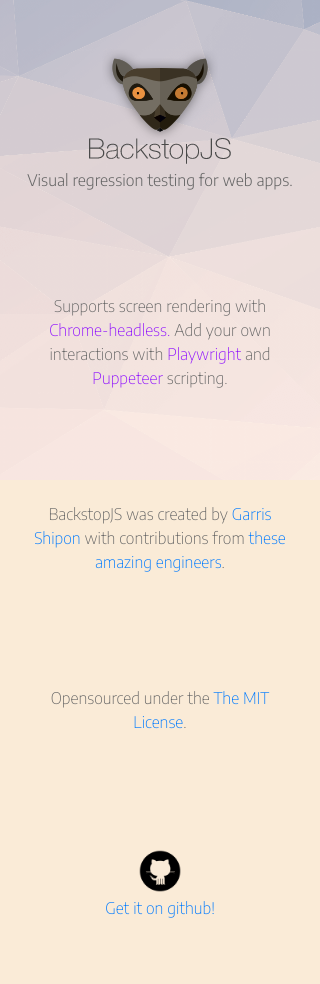 BackstopJS
Visual regression testing for web apps.
Supports screen rendering with
Chrome-headless. Add your own
interactions with Playwright and
Puppeteer scripting.
BackstopJS was created by Garris
Shipon with contributions from these
amazing engineers.
Opensourced under the The MIT
License.
Get it on github!